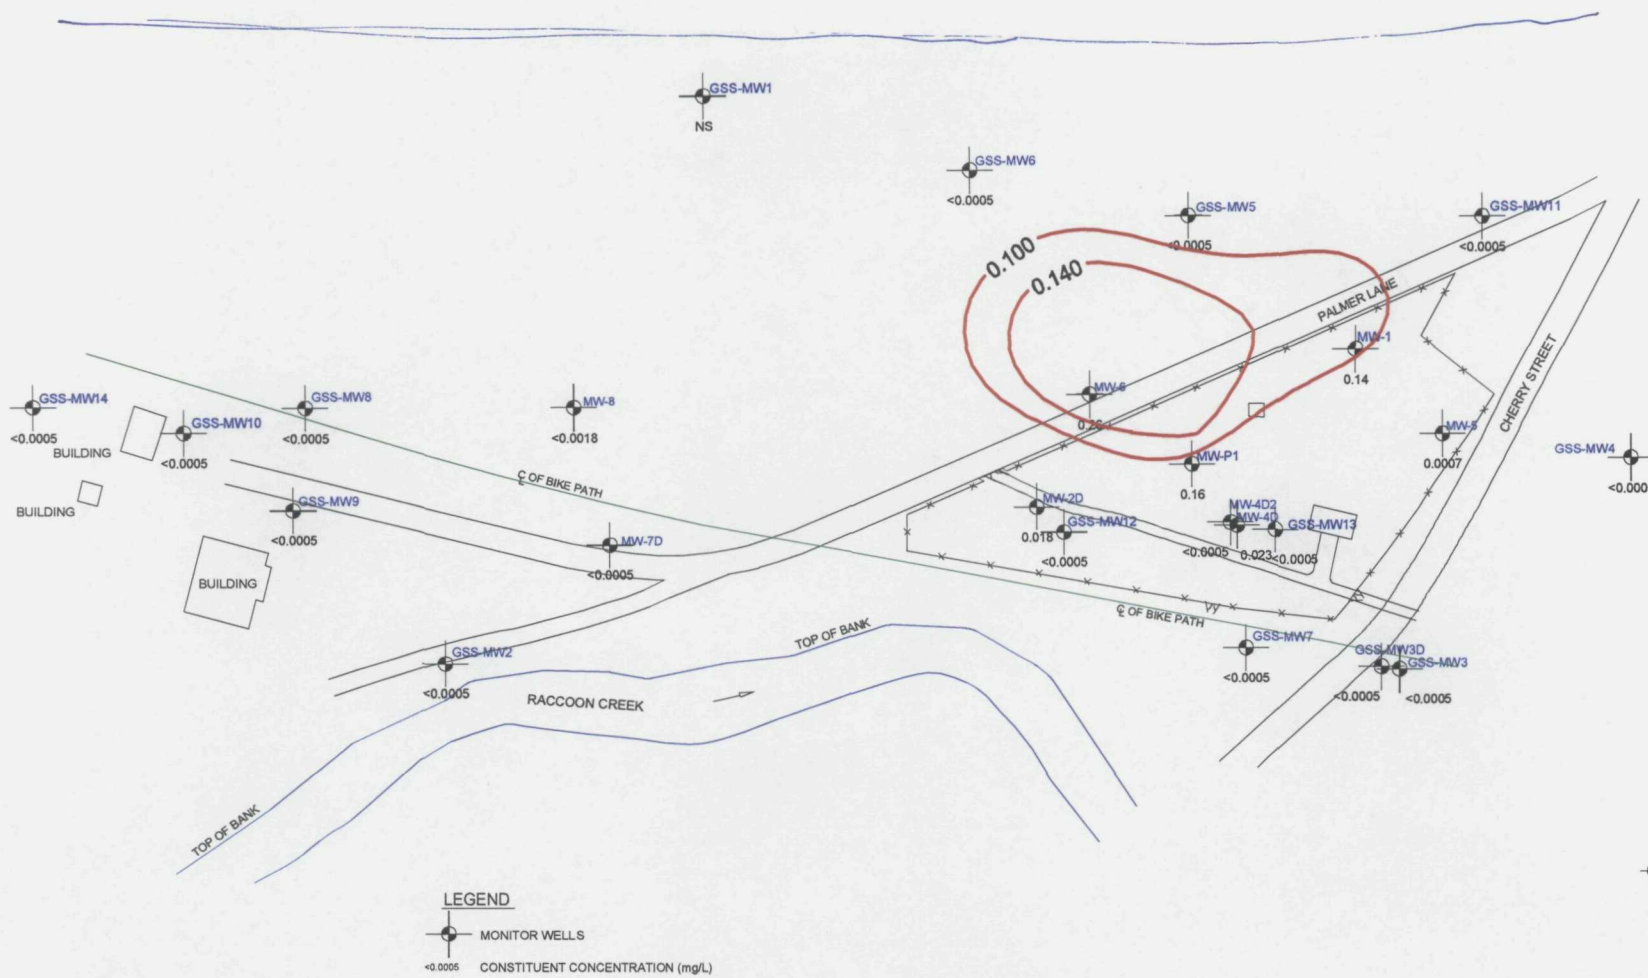 GSS-MW1
NS
GSS-MW6
<0.0005
GSS-MW5
<0.0005
GSS-MW11
<0.0005
0.100
0.140
PALMER LANE
MW-1
0.14
CHERRY STREET
MW-6
GSS-MW14
<0.0005
GSS-MW8
<0.0005
MW-8
<0.0018
GSS-MW10
<0.0005
BUILDING
MW-5
0.0007
GSS-MW4
<0.000
MW-P1
0.16
℄ OF BIKE PATH
BUILDING
GSS-MW9
<0.0005
MW-2D
0.018
GSS-MW12
<0.0005
MW-4D2
<0.0005
MW-4D
0.023
GSS-MW13
<0.0005
MW-7D
<0.0005
BUILDING
℄ OF BIKE PATH
TOP OF BANK
GSS-MW2
<0.0005
GSS-MW7
<0.0005
GSS-MW3D
<0.0005
GSS-MW3
<0.0005
RACCOON CREEK
TOP OF BANK
LEGEND
MONITOR WELLS
<0.0005 CONSTITUENT CONCENTRATION (mg/L)